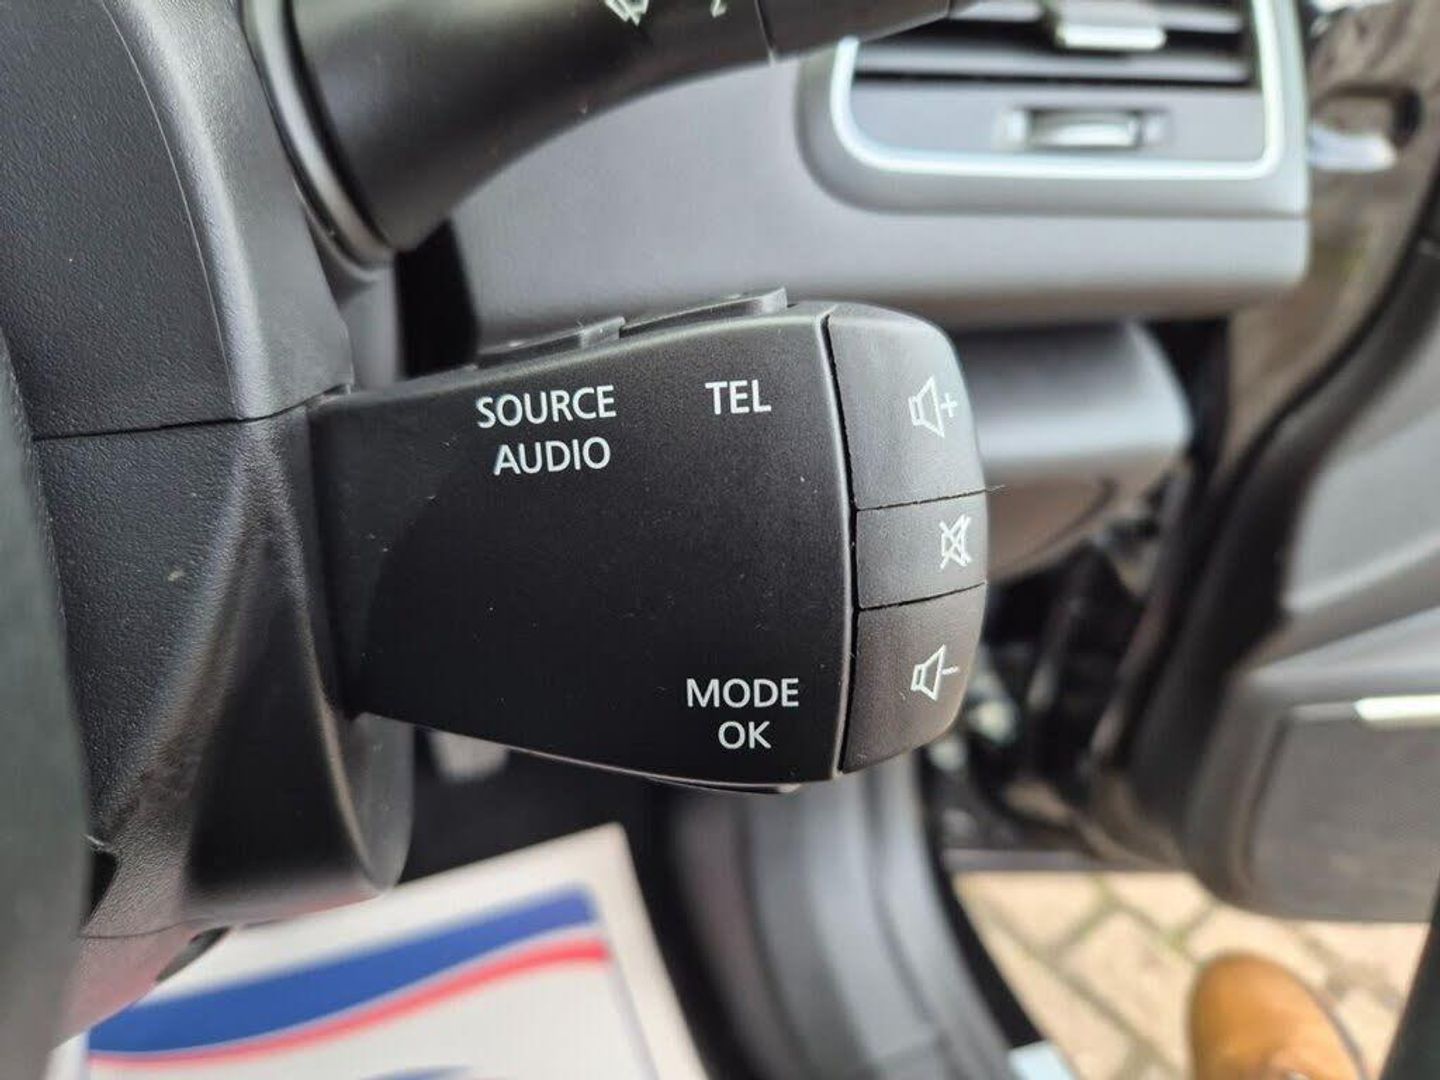 SOURCE
AUDIO
TEL
+
-
MODE
OK